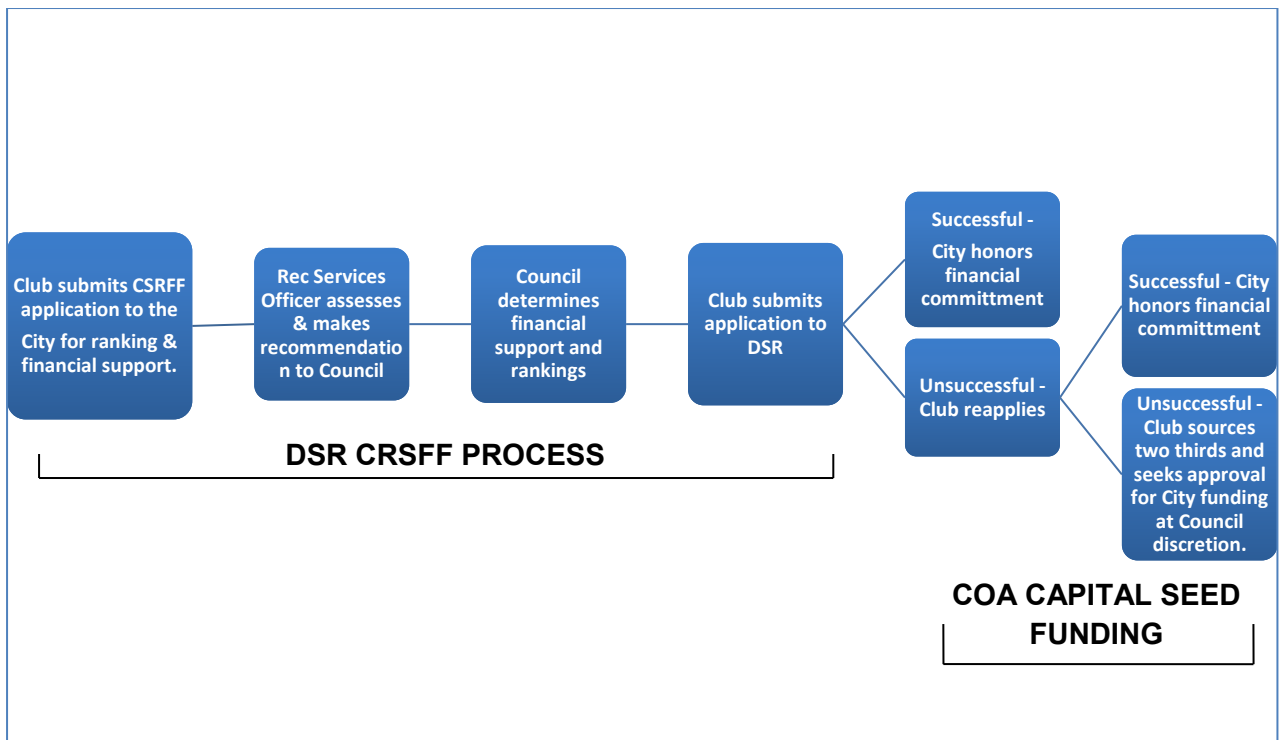 Club submits CSRFF
application to the
City for ranking &
financial support.
Rec Services
Officer assesses
& makes
recommendatio
n to Council
Council
determines
financial
support and
rankings
Club submits
application to
DSR
Successful -
City honors
financial
committment
Unsuccessful -
Club reapplies
Successful - City
honors financial
committment
Unsuccessful -
Club sources
two thirds and
seeks approval
for City funding
at Council
discretion.
DSR CRSFF PROCESS
COA CAPITAL SEED
FUNDING